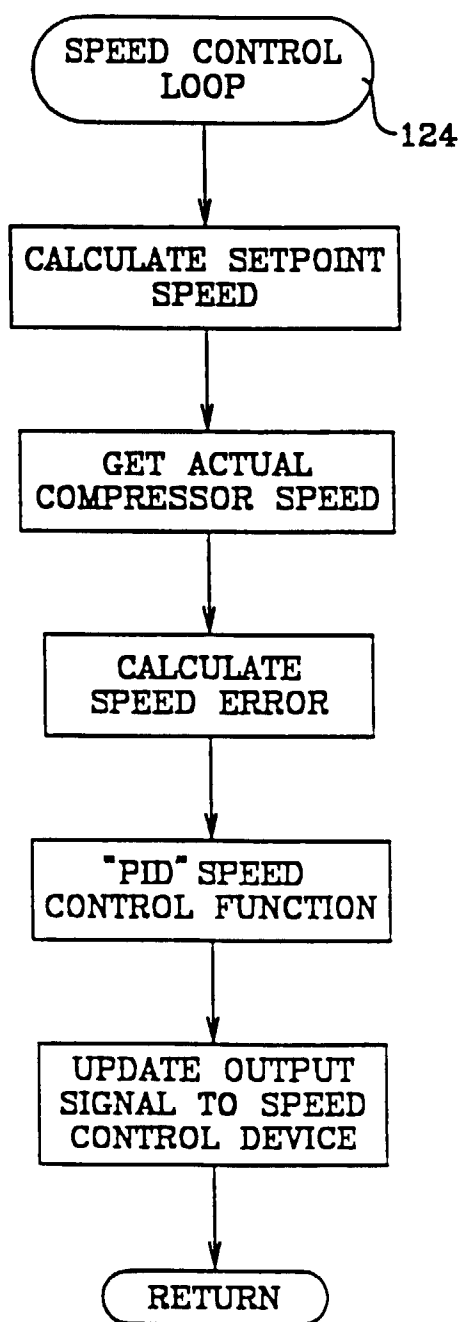 SPEED CONTROL
LOOP
124
CALCULATE SETPOINT
SPEED
GET ACTUAL
COMPRESSOR SPEED
CALCULATE
SPEED ERROR
"PID" SPEED
CONTROL FUNCTION
UPDATE OUTPUT
SIGNAL TO SPEED
CONTROL DEVICE
RETURN